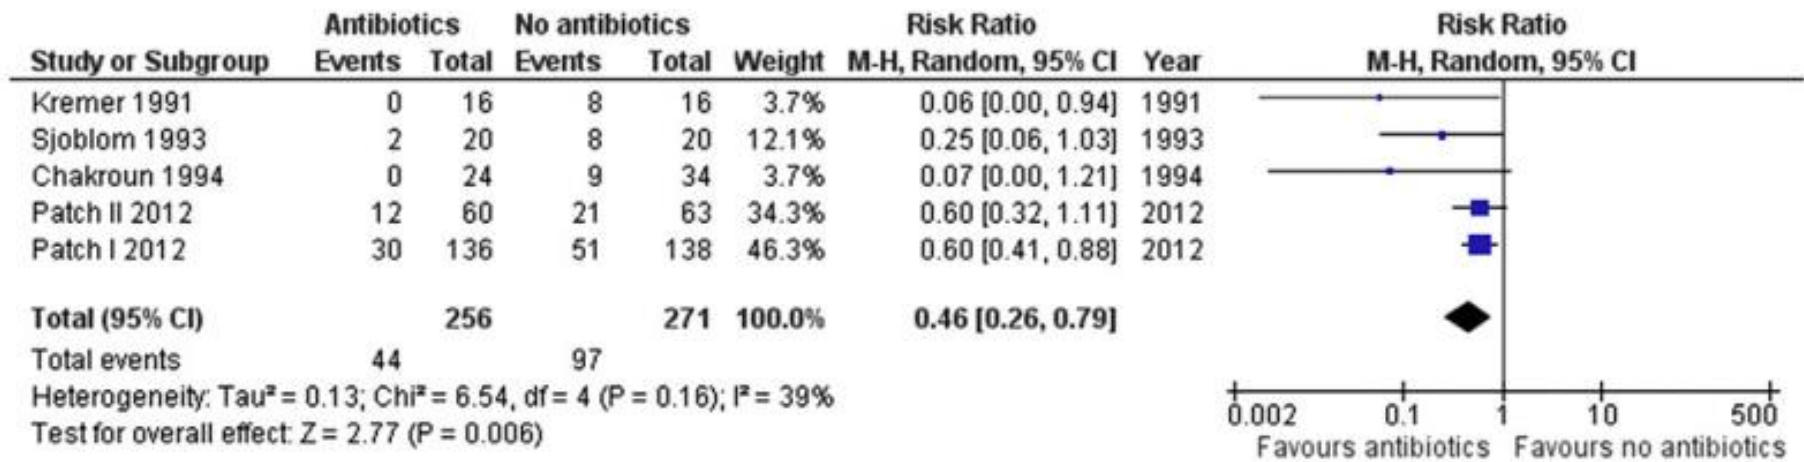 Antibiotics No antibiotics Risk Ratio Risk Ratio
Study or Subgroup Events Total Events Total Weight M-H, Random, 95% CI Year M-H, Random, 95% CI
Kremer 1991 0 16 8 16 3.7% 0.06 [0.00, 0.94] 1991
Sjoblom 1993 2 20 8 20 12.1% 0.25 [0.06, 1.03] 1993
Chakroun 1994 0 24 9 34 3.7% 0.07 [0.00, 1.21] 1994
Patch II 2012 12 60 21 63 34.3% 0.60 [0.32, 1.11] 2012
Patch I 2012 30 136 51 138 46.3% 0.60 [0.41, 0.88] 2012
Total (95% CI) 256 271 100.0% 0.46 [0.26, 0.79]
Total events 44 97
Heterogeneity: Tau² = 0.13; Chi² = 6.54, df = 4 (P = 0.16); I² = 39%
Test for overall effect: Z = 2.77 (P = 0.006)
0.002 0.1 1 10 500
Favours antibiotics Favours no antibiotics